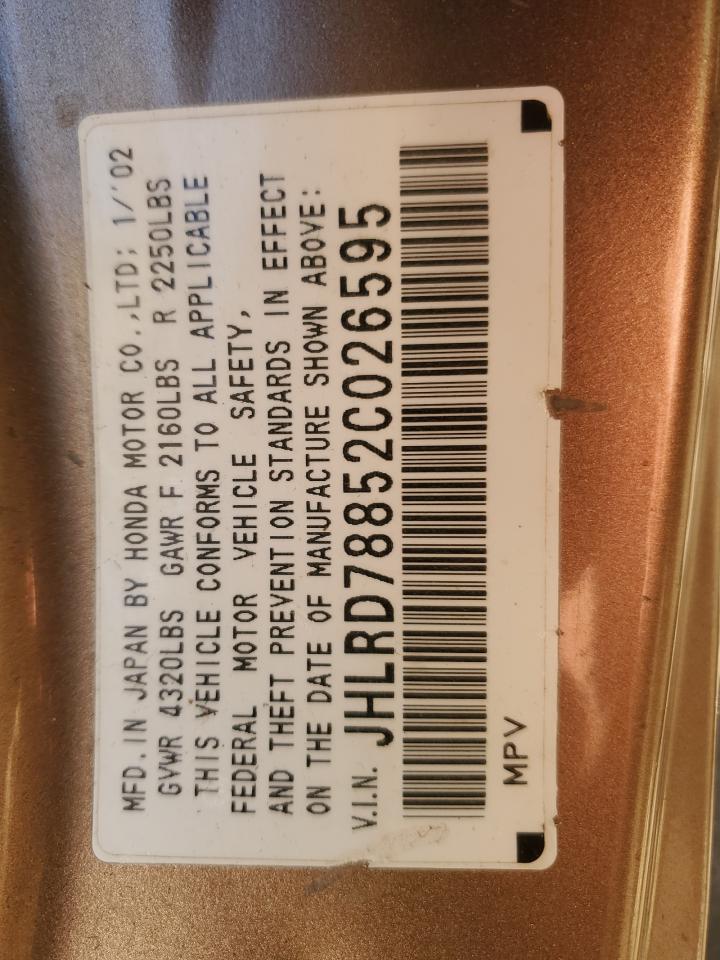 MFD. IN JAPAN BY HONDA MOTOR CO.,LTD; 1/'02
GVWR 4320LBS GAWR F 2160LBS R 2250LBS
THIS VEHICLE CONFORMS TO ALL APPLICABLE
FEDERAL MOTOR VEHICLE SAFETY,
AND THEFT PREVENTION STANDARDS IN EFFECT
ON THE DATE OF MANUFACTURE SHOWN ABOVE:
V.I.N. JHLRD78852C026595
MPV